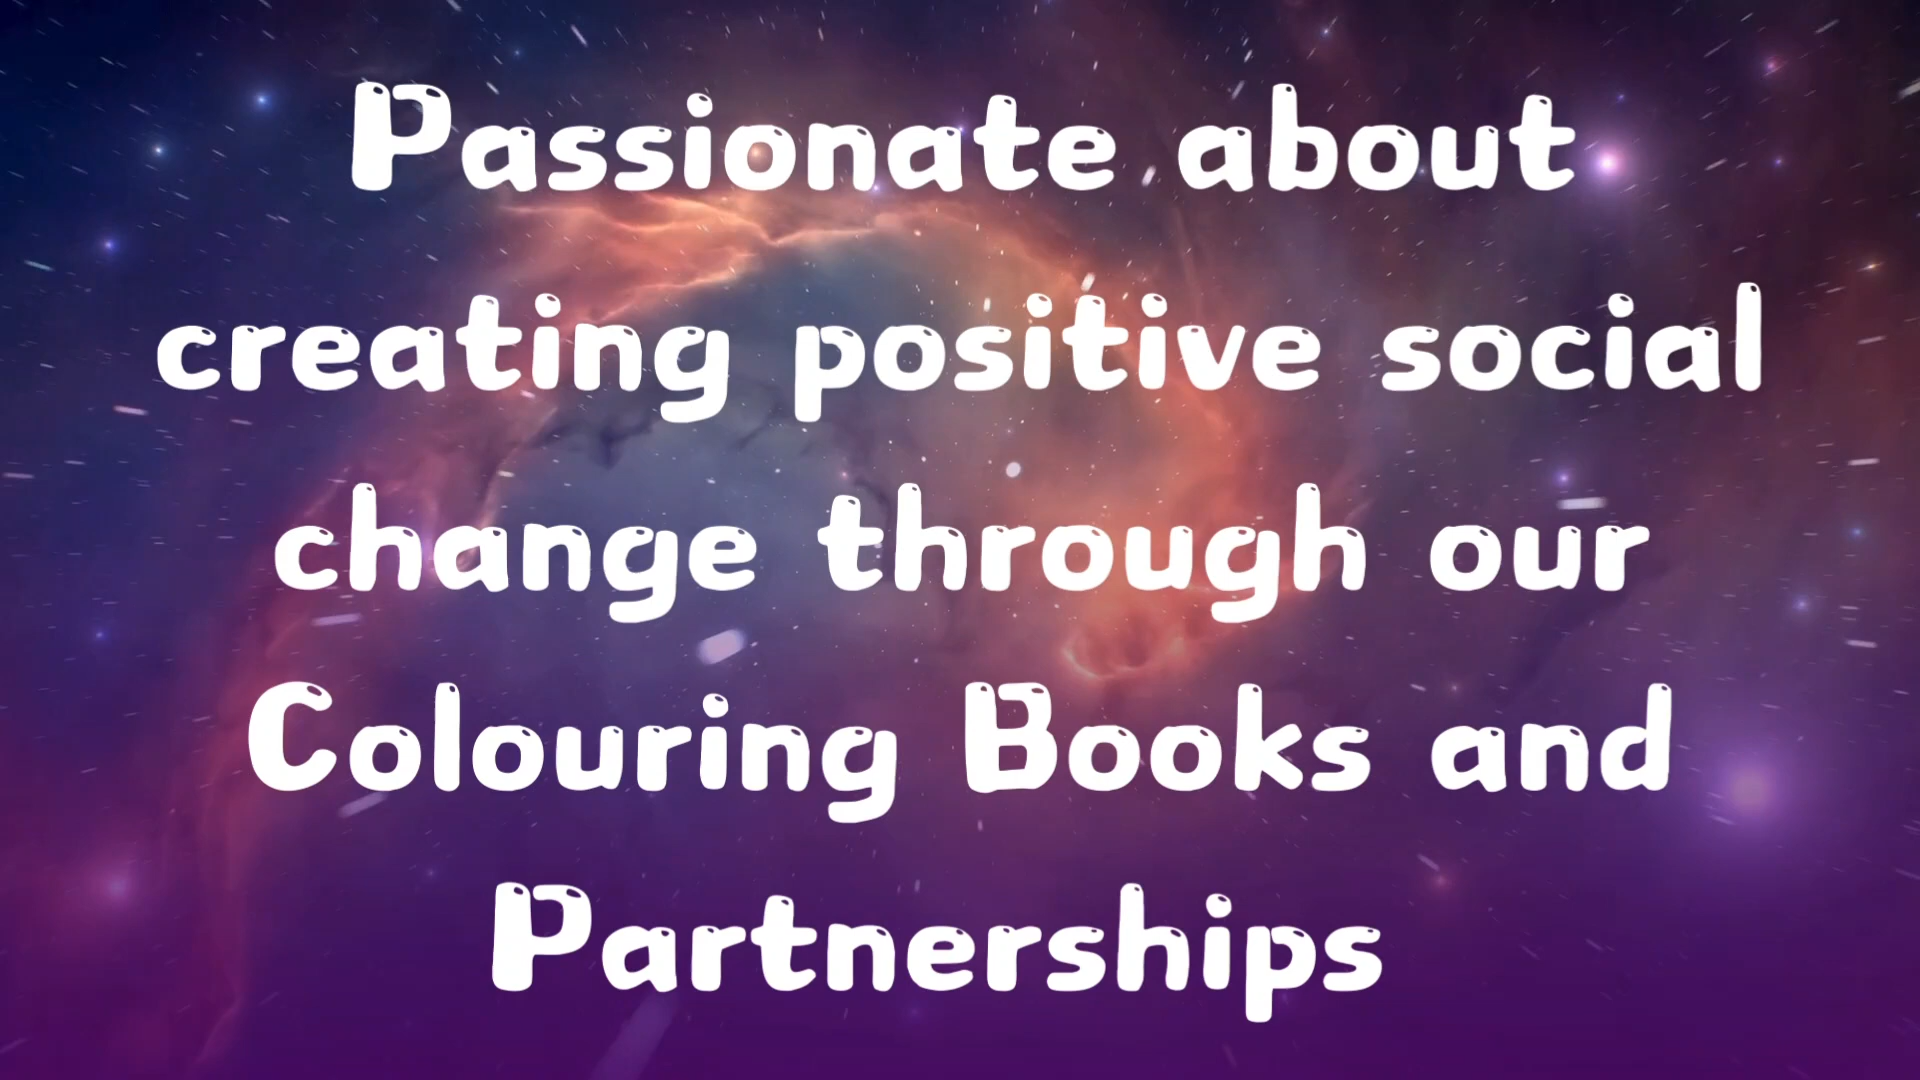 Passionate about
creating positive social
change through our
Colouring Books and
Partnerships